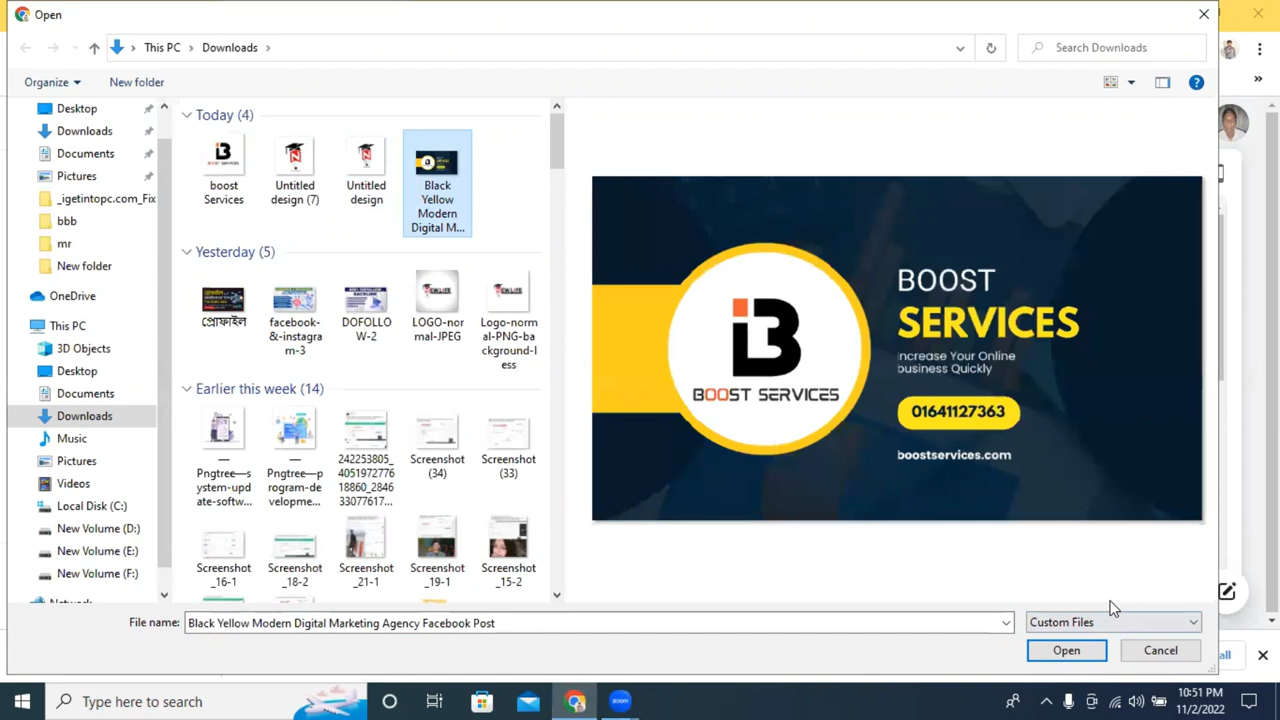 Open
This PC
Downloads
Search Downloads
Organize
New folder
Desktop
Downloads
Documents
Pictures
_igetintopc.com_Fix
bbb
mr
New folder
OneDrive
This PC
3D Objects
Desktop
Documents
Downloads
Music
Pictures
Videos
Local Disk (C:)
New Volume (D:)
New Volume (E:)
New Volume (F:)
Today (4)
boost
Services
Untitled
design (7)
Untitled
design
Black
Yellow
Modern
Digital M...
Yesterday (5)
প্রোফাইল
facebook-
&-instagra
m-3
DOFOLLO
W-2
LOGO-nor
mal-JPEG
Logo-norm
al-PNG-ba
ckground-l
ess
Earlier this week (14)
—
Pngtree—s
ystem-upd
ate-softw...
—
Pngtree—p
rogram-de
velopme...
242253805_
4051972776
18860_2846
33077617...
Screenshot
(34)
Screenshot
(33)
Screenshot
_16-1
Screenshot
_18-2
Screenshot
_21-1
Screenshot
_19-1
Screenshot
_15-2
BOOST SERVICES
BOOST
SERVICES
Increase Your Online
business Quickly
01641127363
boostservices.com
File name:
Black Yellow Modern Digital Marketing Agency Facebook Post
Custom Files
Open
Cancel
all
Type here to search
zoom
10:51 PM
11/2/2022